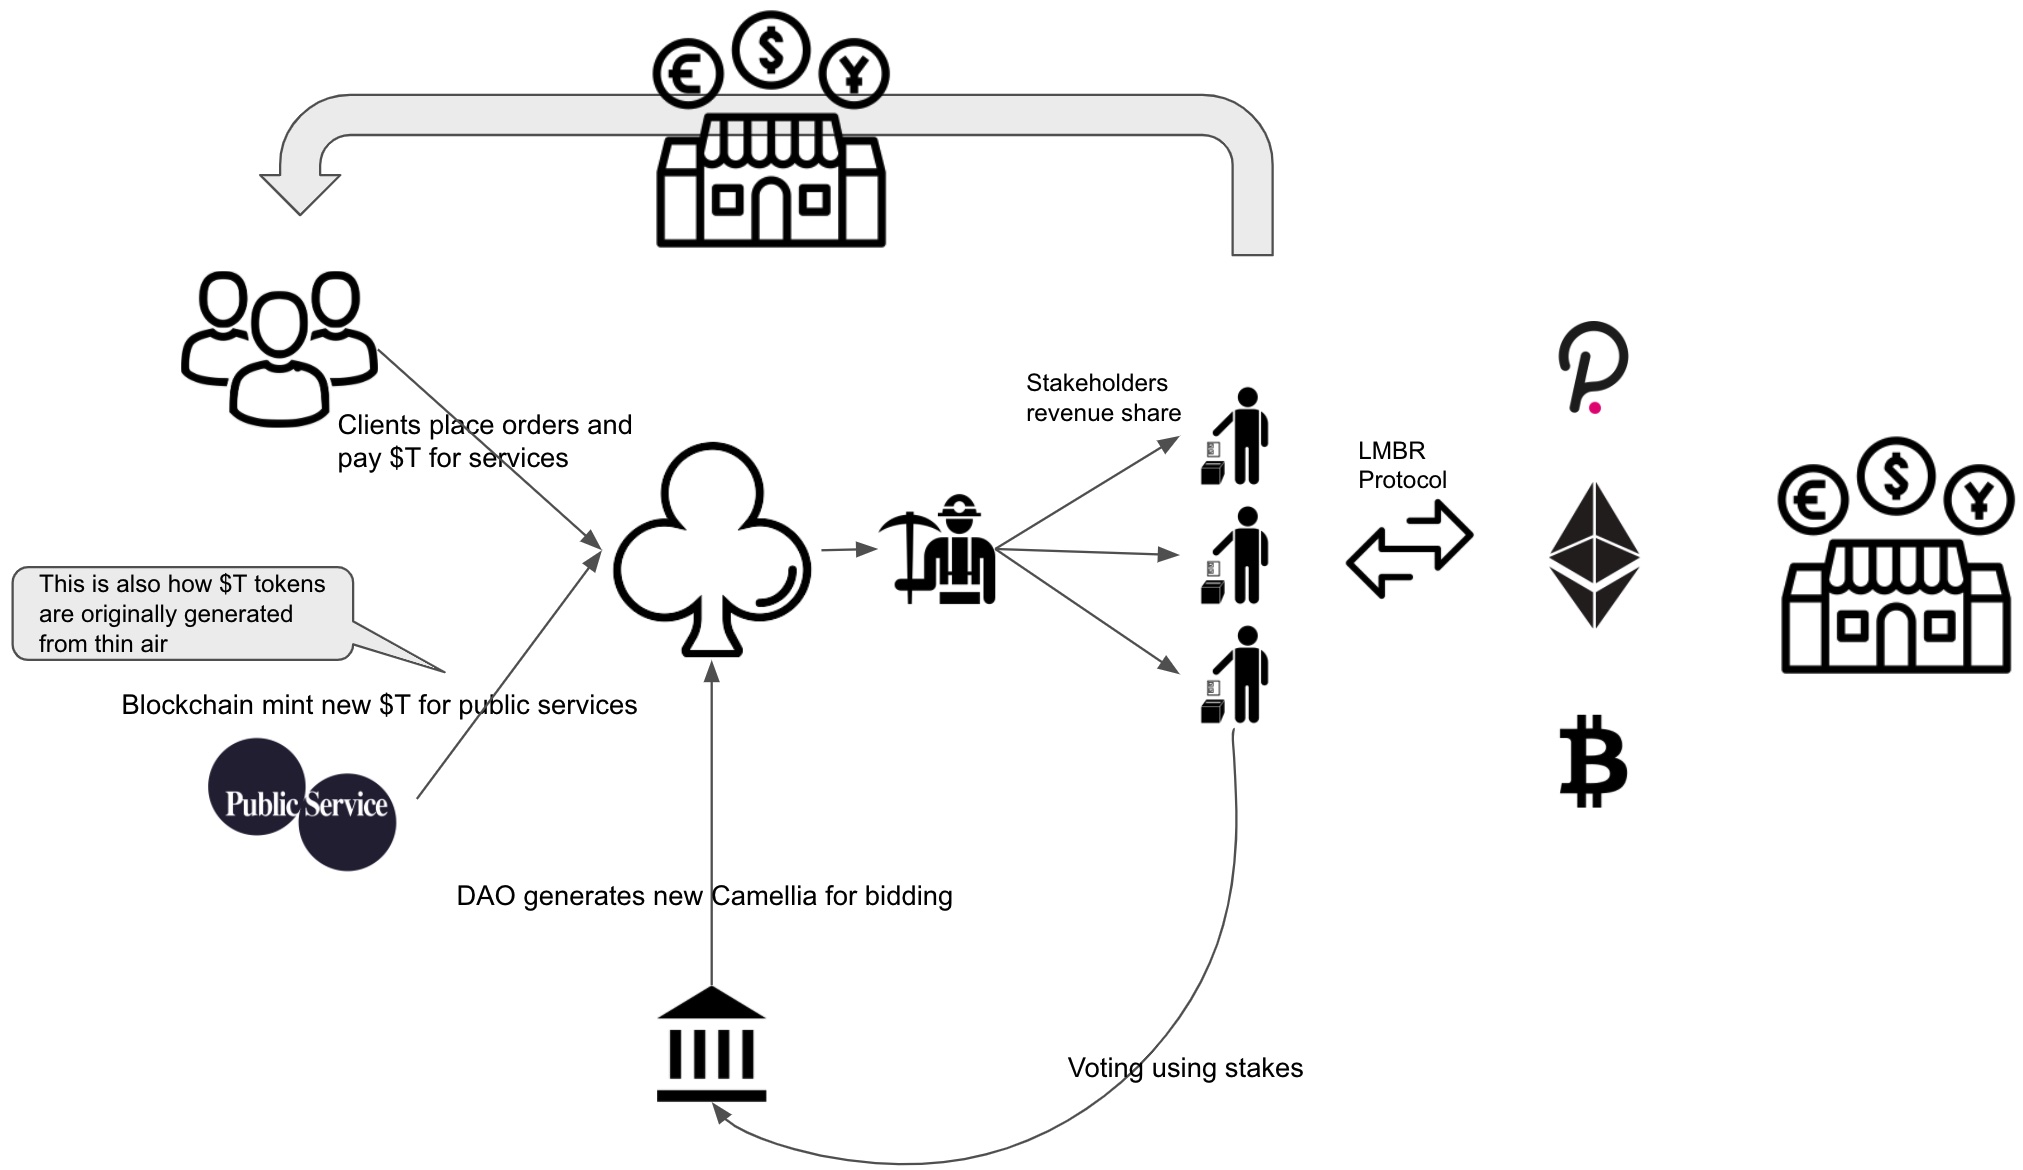 € $ ¥
Stakeholders
revenue share
Clients place orders and
pay $T for services
LMBR
Protocol
€ $ ¥
This is also how $T tokens
are originally generated
from thin air
Blockchain mint new $T for public services
Public Service
DAO generates new Camellia for bidding
Voting using stakes